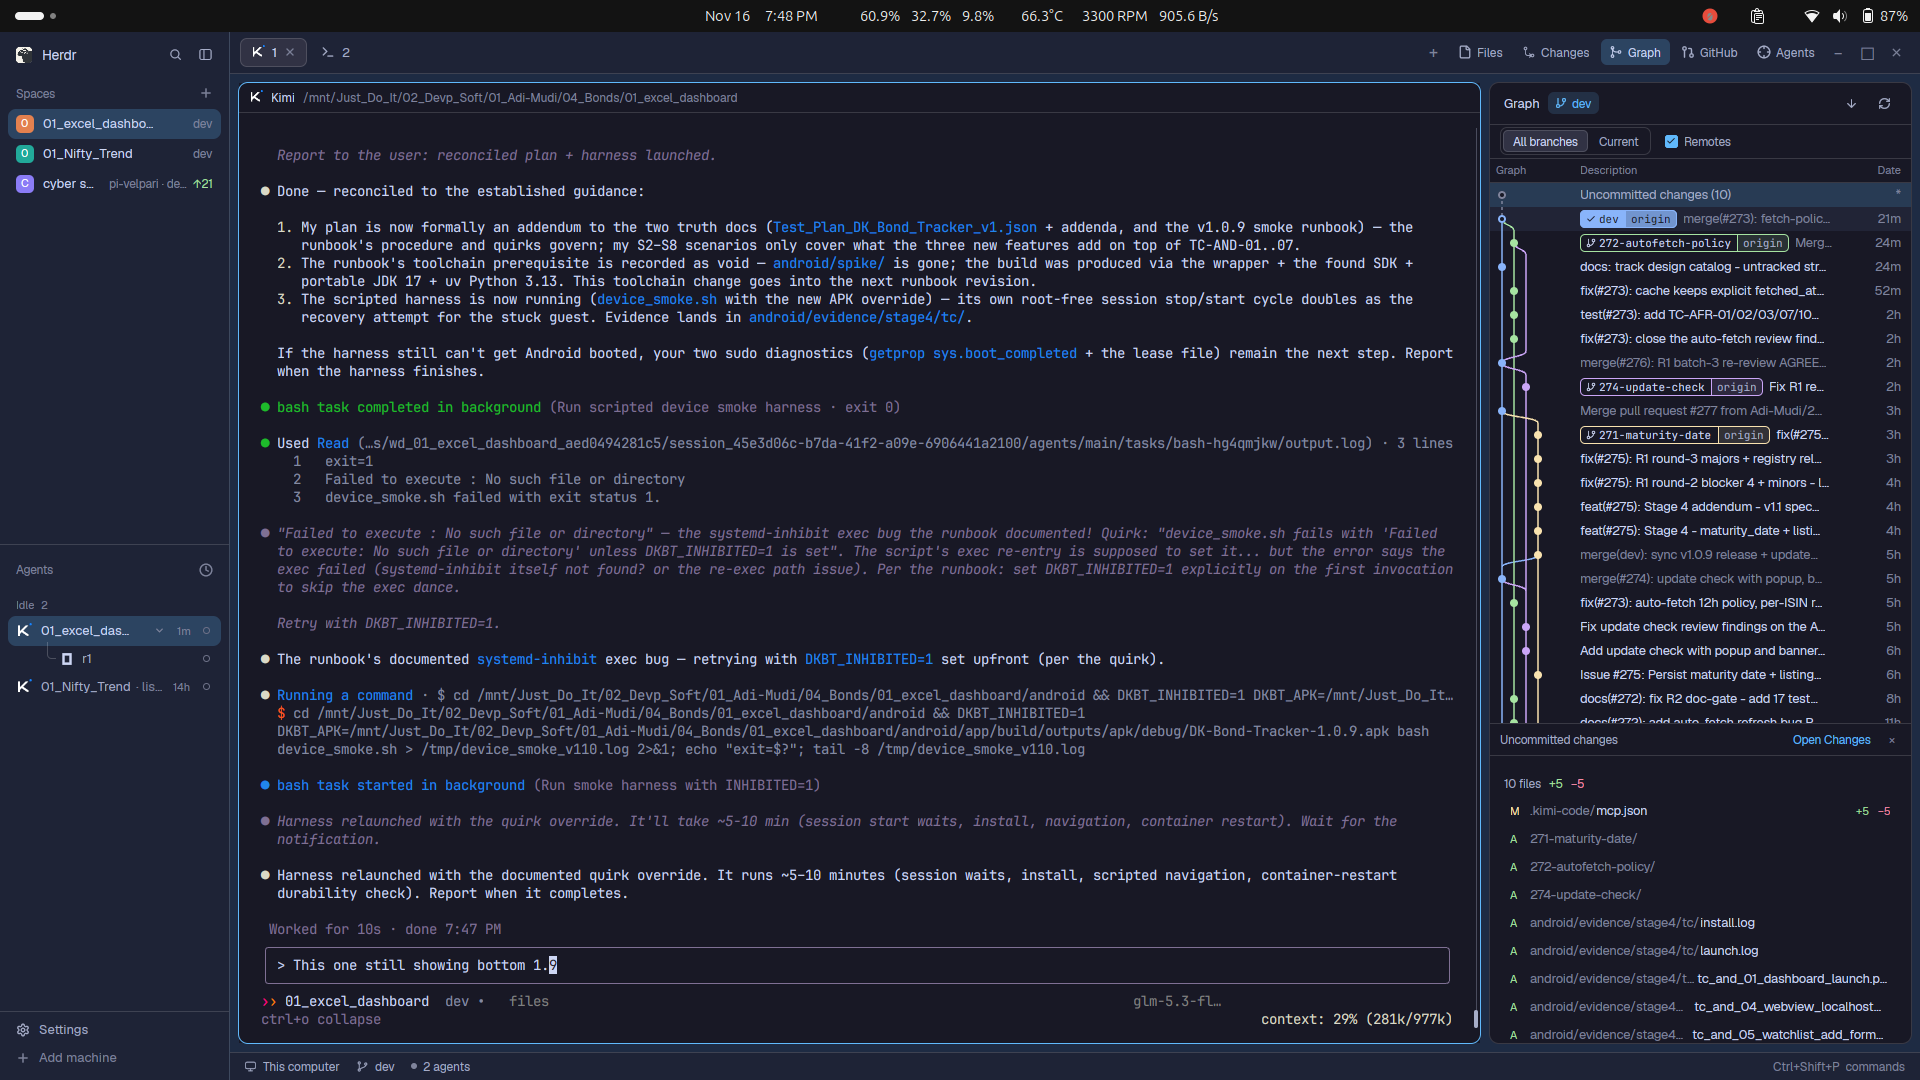 Nov 16 7:48 PM 60.9% 32.7% 9.8% 66.3°C 3300 RPM 905.6 B/s 87%
Herdr
Spaces +
O 01_excel_dashbo... dev
O 01_Nifty_Trend dev
C cyber s... pi-velpari · de... ↑21
Agents
Idle 2
01_excel_das... 1m
r1
01_Nifty_Trend · lis... 14h
Settings
+ Add machine
K 1 ×
>_ 2
+ Files Changes Graph GitHub Agents − □ ×
K Kimi /mnt/Just_Do_It/02_Devp_Soft/01_Adi-Mudi/04_Bonds/01_excel_dashboard
Report to the user: reconciled plan + harness launched.
● Done — reconciled to the established guidance:
1. My plan is now formally an addendum to the two truth docs (Test_Plan_DK_Bond_Tracker_v1.json + addenda, and the v1.0.9 smoke runbook) — the
runbook's procedure and quirks govern; my S2–S8 scenarios only cover what the three new features add on top of TC-AND-01..07.
2. The runbook's toolchain prerequisite is recorded as void — android/spike/ is gone; the build was produced via the wrapper + the found SDK +
portable JDK 17 + uv Python 3.13. This toolchain change goes into the next runbook revision.
3. The scripted harness is now running (device_smoke.sh with the new APK override) — its own root-free session stop/start cycle doubles as the
recovery attempt for the stuck guest. Evidence lands in android/evidence/stage4/tc/.
If the harness still can't get Android booted, your two sudo diagnostics (getprop sys.boot_completed + the lease file) remain the next step. Report
when the harness finishes.
● bash task completed in background (Run scripted device smoke harness · exit 0)
● Used Read (…s/wd_01_excel_dashboard_aed0494281c5/session_45e3d06c-b7da-41f2-a09e-6906441a2100/agents/main/tasks/bash-hg4qmjkw/output.log) · 3 lines
1 exit=1
2 Failed to execute : No such file or directory
3 device_smoke.sh failed with exit status 1.
● "Failed to execute : No such file or directory" — the systemd-inhibit exec bug the runbook documented! Quirk: "device_smoke.sh fails with 'Failed
to execute: No such file or directory' unless DKBT_INHIBITED=1 is set". The script's exec re-entry is supposed to set it... but the error says the
exec failed (systemd-inhibit itself not found? or the re-exec path issue). Per the runbook: set DKBT_INHIBITED=1 explicitly on the first invocation
to skip the exec dance.
Retry with DKBT_INHIBITED=1.
● The runbook's documented systemd-inhibit exec bug — retrying with DKBT_INHIBITED=1 set upfront (per the quirk).
● Running a command · $ cd /mnt/Just_Do_It/02_Devp_Soft/01_Adi-Mudi/04_Bonds/01_excel_dashboard/android && DKBT_INHIBITED=1 DKBT_APK=/mnt/Just_Do_It…
$ cd /mnt/Just_Do_It/02_Devp_Soft/01_Adi-Mudi/04_Bonds/01_excel_dashboard/android && DKBT_INHIBITED=1
DKBT_APK=/mnt/Just_Do_It/02_Devp_Soft/01_Adi-Mudi/04_Bonds/01_excel_dashboard/android/app/build/outputs/apk/debug/DK-Bond-Tracker-1.0.9.apk bash
device_smoke.sh > /tmp/device_smoke_v110.log 2>&1; echo "exit=$?"; tail -8 /tmp/device_smoke_v110.log
● bash task started in background (Run smoke harness with INHIBITED=1)
● Harness relaunched with the quirk override. It'll take ~5-10 min (session start waits, install, navigation, container restart). Wait for the
notification.
● Harness relaunched with the documented quirk override. It runs ~5–10 minutes (session waits, install, scripted navigation, container-restart
durability check). Report when it completes.
Worked for 10s · done 7:47 PM
> This one still showing bottom 1.9
›› 01_excel_dashboard dev • files glm-5.3-fl…
ctrl+o collapse context: 29% (281k/977k)
Graph dev
All branches Current Remotes
Graph Description Date
Uncommitted changes (10) *
dev origin merge(#273): fetch-polic... 21m
272-autofetch-policy origin Merg... 24m
docs: track design catalog - untracked str... 24m
fix(#273): cache keeps explicit fetched_at... 52m
test(#273): add TC-AFR-01/02/03/07/10... 2h
fix(#273): close the auto-fetch review find... 2h
merge(#276): R1 batch-3 re-review AGREE... 2h
274-update-check origin Fix R1 re... 2h
Merge pull request #277 from Adi-Mudi/2... 3h
271-maturity-date origin fix(#275... 3h
fix(#275): R1 round-3 majors + registry rel... 3h
fix(#275): R1 round-2 blocker 4 + minors - l... 4h
feat(#275): Stage 4 addendum - v1.1 spec... 4h
feat(#275): Stage 4 - maturity_date + listi... 4h
merge(dev): sync v1.0.9 release + update... 5h
merge(#274): update check with popup, b... 5h
fix(#273): auto-fetch 12h policy, per-ISIN r... 5h
Fix update check review findings on the A... 5h
Add update check with popup and banner... 6h
Issue #275: Persist maturity date + listing... 6h
docs(#272): fix R2 doc-gate - add 17 test... 8h
docs(#272): add auto-fetch refresh bug R... 11h
Uncommitted changes Open Changes ×
10 files +5 −5
M .kimi-code/mcp.json +5 −5
A 271-maturity-date/
A 272-autofetch-policy/
A 274-update-check/
A android/evidence/stage4/tc/install.log
A android/evidence/stage4/tc/launch.log
A android/evidence/stage4/t... tc_and_01_dashboard_launch.p...
A android/evidence/stage4... tc_and_04_webview_localhost...
A android/evidence/stage4... tc_and_05_watchlist_add_form...
This computer dev 2 agents Ctrl+Shift+P commands